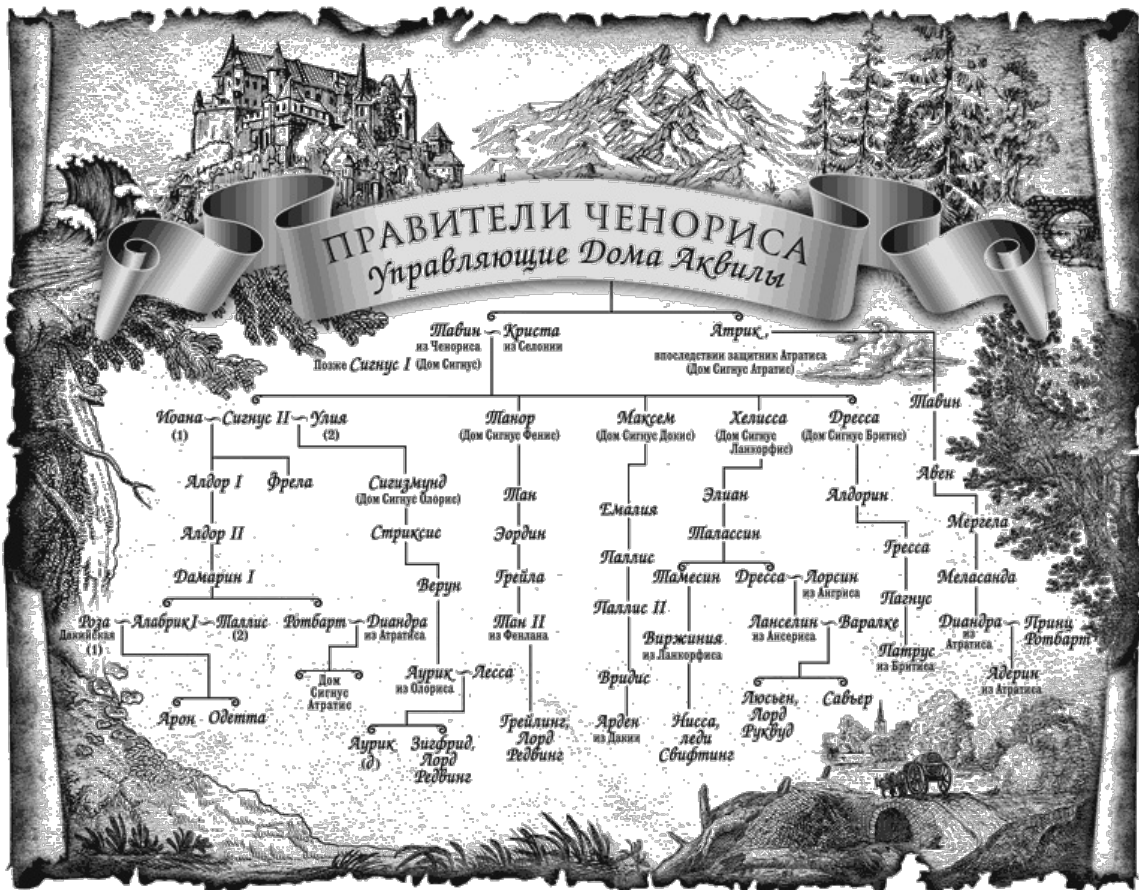 ПРАВИТЕЛИ ЧЕНОРИСА
Управляющие Дома Аквилы
Тавин Криста
из Ченориса из Селонии
Позже Сигнус I (Дом Сигнус)
Атрик,
впоследствии защитник Атратиса
(Дом Сигнус Атратис)
Тавин
Иоана Сигнус II Улия
(1) (2)
Танор
(Дом Сигнус Фенис)
Максем
(Дом Сигнус Докис)
Хелисса
(Дом Сигнус
Ланкорфис)
Дресса
(Дом Сигнус Бритис)
Алдор I Фрела
Сигизмунд
(Дом Сигнус Олорис)
Тан
Емалия
Элиан
Алдорин
Авен
Алдор II
Стриксис
Эордин
Паллис
Талассин
Гресса
Мергела
Дамарин I
Верун
Грейла
Паллис II
Тамесин Дресса Лорсин
из Ангриса
Пагнус
Меласанда
Роза Алабрик I Таллис
Дакийская
(1) (2)
Ротбарт Диандра
из Атратиса
Тан II
из Фенлана
Виржиния
из Ланкорфиса
Ланселин Варалке
из Ансериса
Патрус
из Бритиса
Диандра Принц
из Ротбарт
Атратиса
Дом
Сигнус
Атратис
Аурик Лесса
из Олориса
Вридис
Адерин
из Атратиса
Арон Одетта
Аурик
(д)
Зигфрид,
Лорд
Редвинг
Грейлинг,
Лорд
Редвинг
Арден
из Дакии
Нисса,
леди
Свифтинг
Люсьен,
Лорд
Руквуд
Савьер